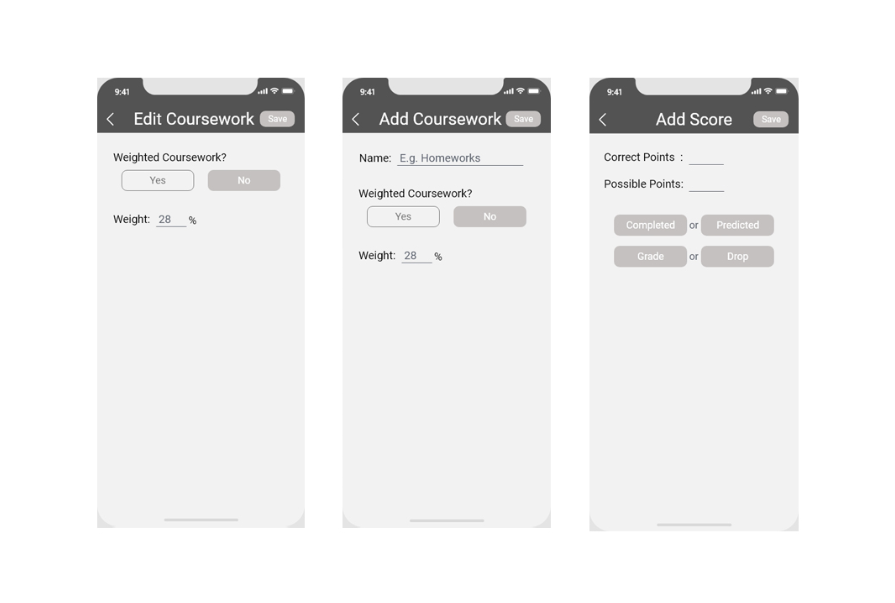 9:41
Edit Coursework Save
Weighted Coursework?
Yes No
Weight: 28 %
9:41
Add Coursework Save
Name: E.g. Homeworks
Weighted Coursework?
Yes No
Weight: 28 %
9:41
Add Score Save
Correct Points :
Possible Points:
Completed or Predicted
Grade or Drop